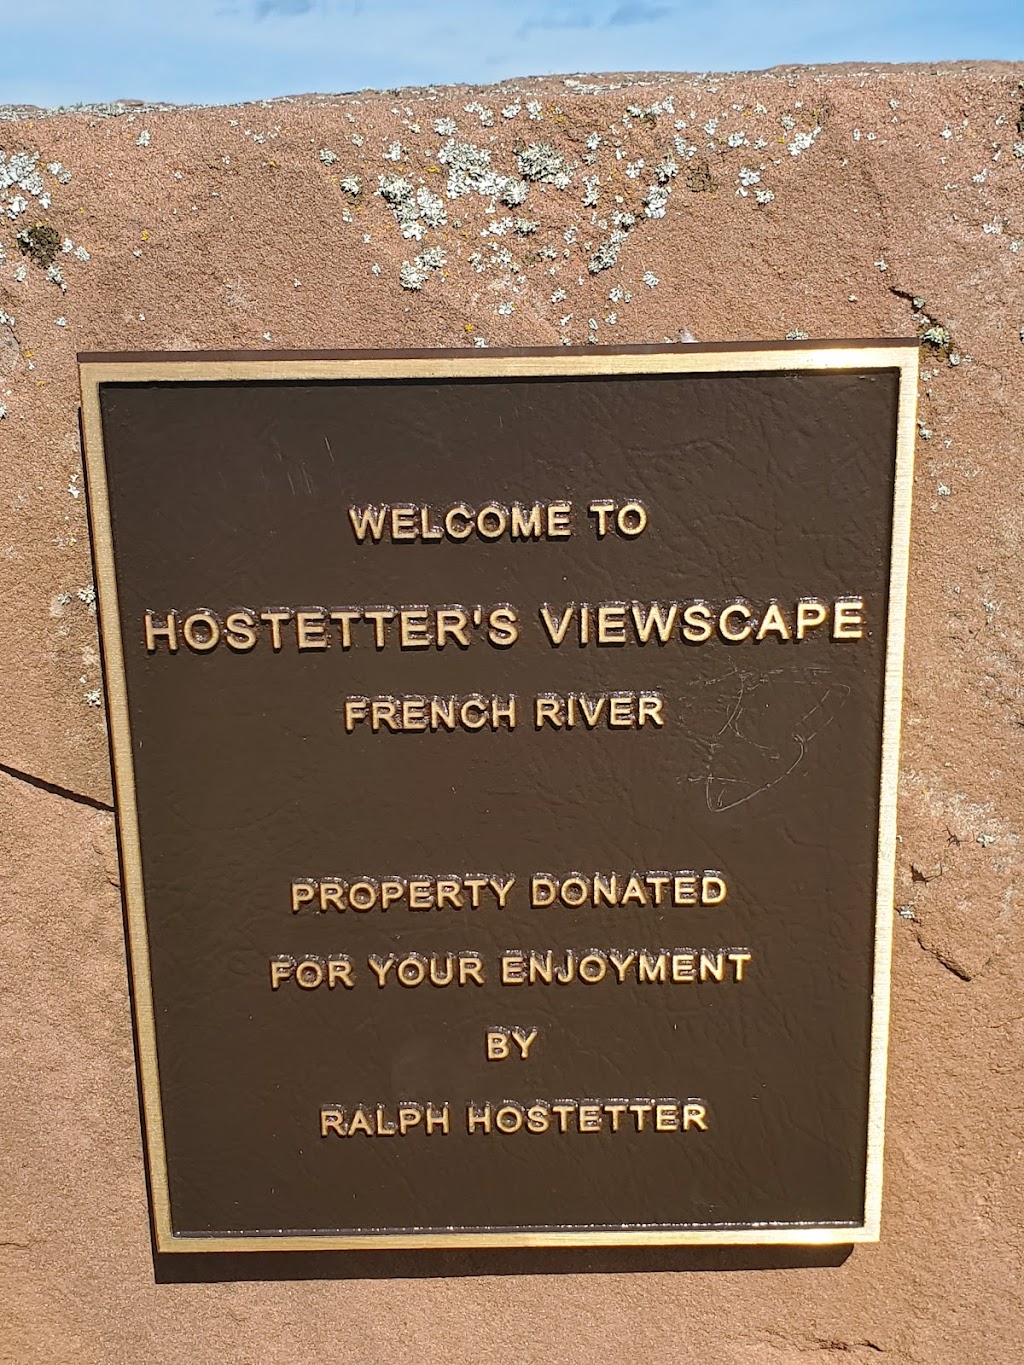 WELCOME TO
HOSTETTER'S VIEWSCAPE
FRENCH RIVER
PROPERTY DONATED
FOR YOUR ENJOYMENT
BY
RALPH HOSTETTER